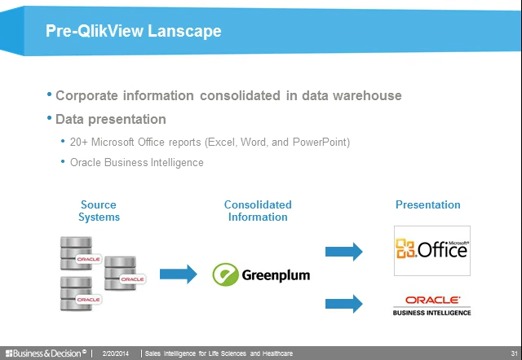 Pre-QlikView Lanscape
• Corporate information consolidated in data warehouse
• Data presentation
• 20+ Microsoft Office reports (Excel, Word, and PowerPoint)
• Oracle Business Intelligence
Source
Systems
Consolidated
Information
Presentation
ORACLE
ORACLE
ORACLE
Greenplum
Microsoft®
Office
ORACLE®
BUSINESS INTELLIGENCE
Business&Decision© | 2/20/2014 | Sales Intelligence for Life Sciences and Healthcare 31